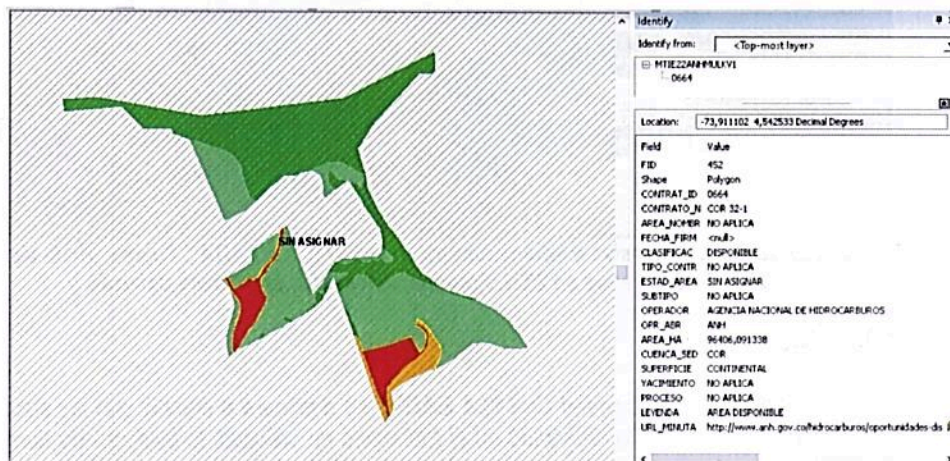 SIN ASIGNAR
Identify
Identify from: <Top-most layer>
MTIEZZANHMULKV1
0664
Location: -73,911102 4,542533 Decimal Degrees
Field Value
FID 452
Shape Polygon
CONTRAT_ID 0664
CONTRATO_N COR 32-1
AREA_NOMBR NO APLICA
FECHA_FIRM <null>
CLASIFICAC DISPONIBLE
TIPO_CONTR NO APLICA
ESTAD_AREA SIN ASIGNAR
SUBTIPO NO APLICA
OPERADOR AGENCIA NACIONAL DE HIDROCARBUROS
OPR_ABR ANH
AREA_HA 96406,091338
CUENCA_SED COR
SUPERFICIE CONTINENTAL
YACIMIENTO NO APLICA
PROCESO NO APLICA
LEYENDA AREA DISPONIBLE
URL_MINUTA http://www.anh.gov.co/hidrocarburos/oportunidades-dis